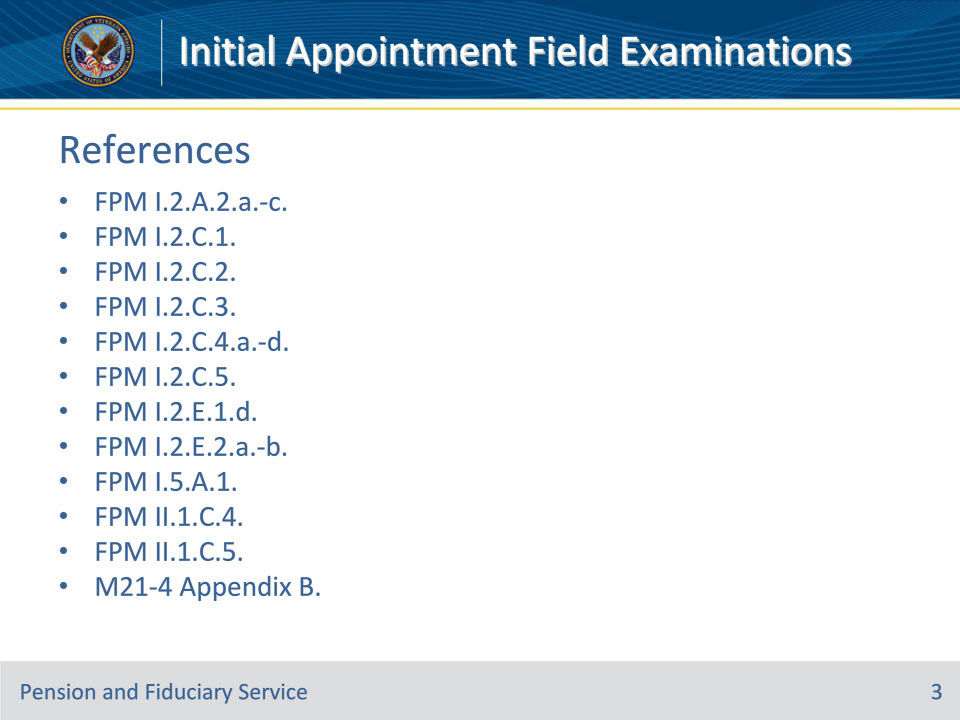 Initial Appointment Field Examinations
References
• FPM I.2.A.2.a.-c.
• FPM I.2.C.1.
• FPM I.2.C.2.
• FPM I.2.C.3.
• FPM I.2.C.4.a.-d.
• FPM I.2.C.5.
• FPM I.2.E.1.d.
• FPM I.2.E.2.a.-b.
• FPM I.5.A.1.
• FPM II.1.C.4.
• FPM II.1.C.5.
• M21-4 Appendix B.
Pension and Fiduciary Service
3